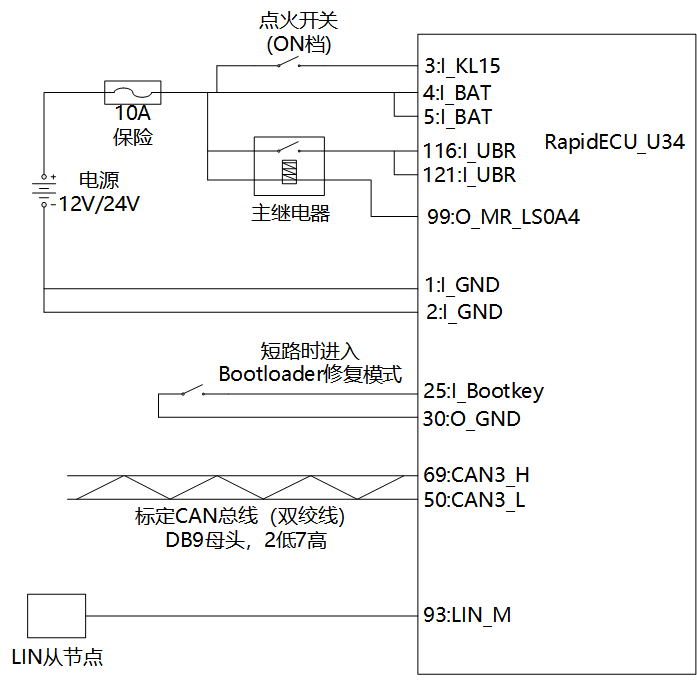 点火开关
(ON档)
3:I_KL15
4:I_BAT
5:I_BAT
10A
保险
116:I_UBR
RapidECU_U34
121:I_UBR
电源
12V/24V
+
-
主继电器
99:O_MR_LS0A4
1:I_GND
2:I_GND
短路时进入
Bootloader修复模式
25:I_Bootkey
30:O_GND
69:CAN3_H
50:CAN3_L
标定CAN总线（双绞线）
DB9母头，2低7高
93:LIN_M
LIN从节点